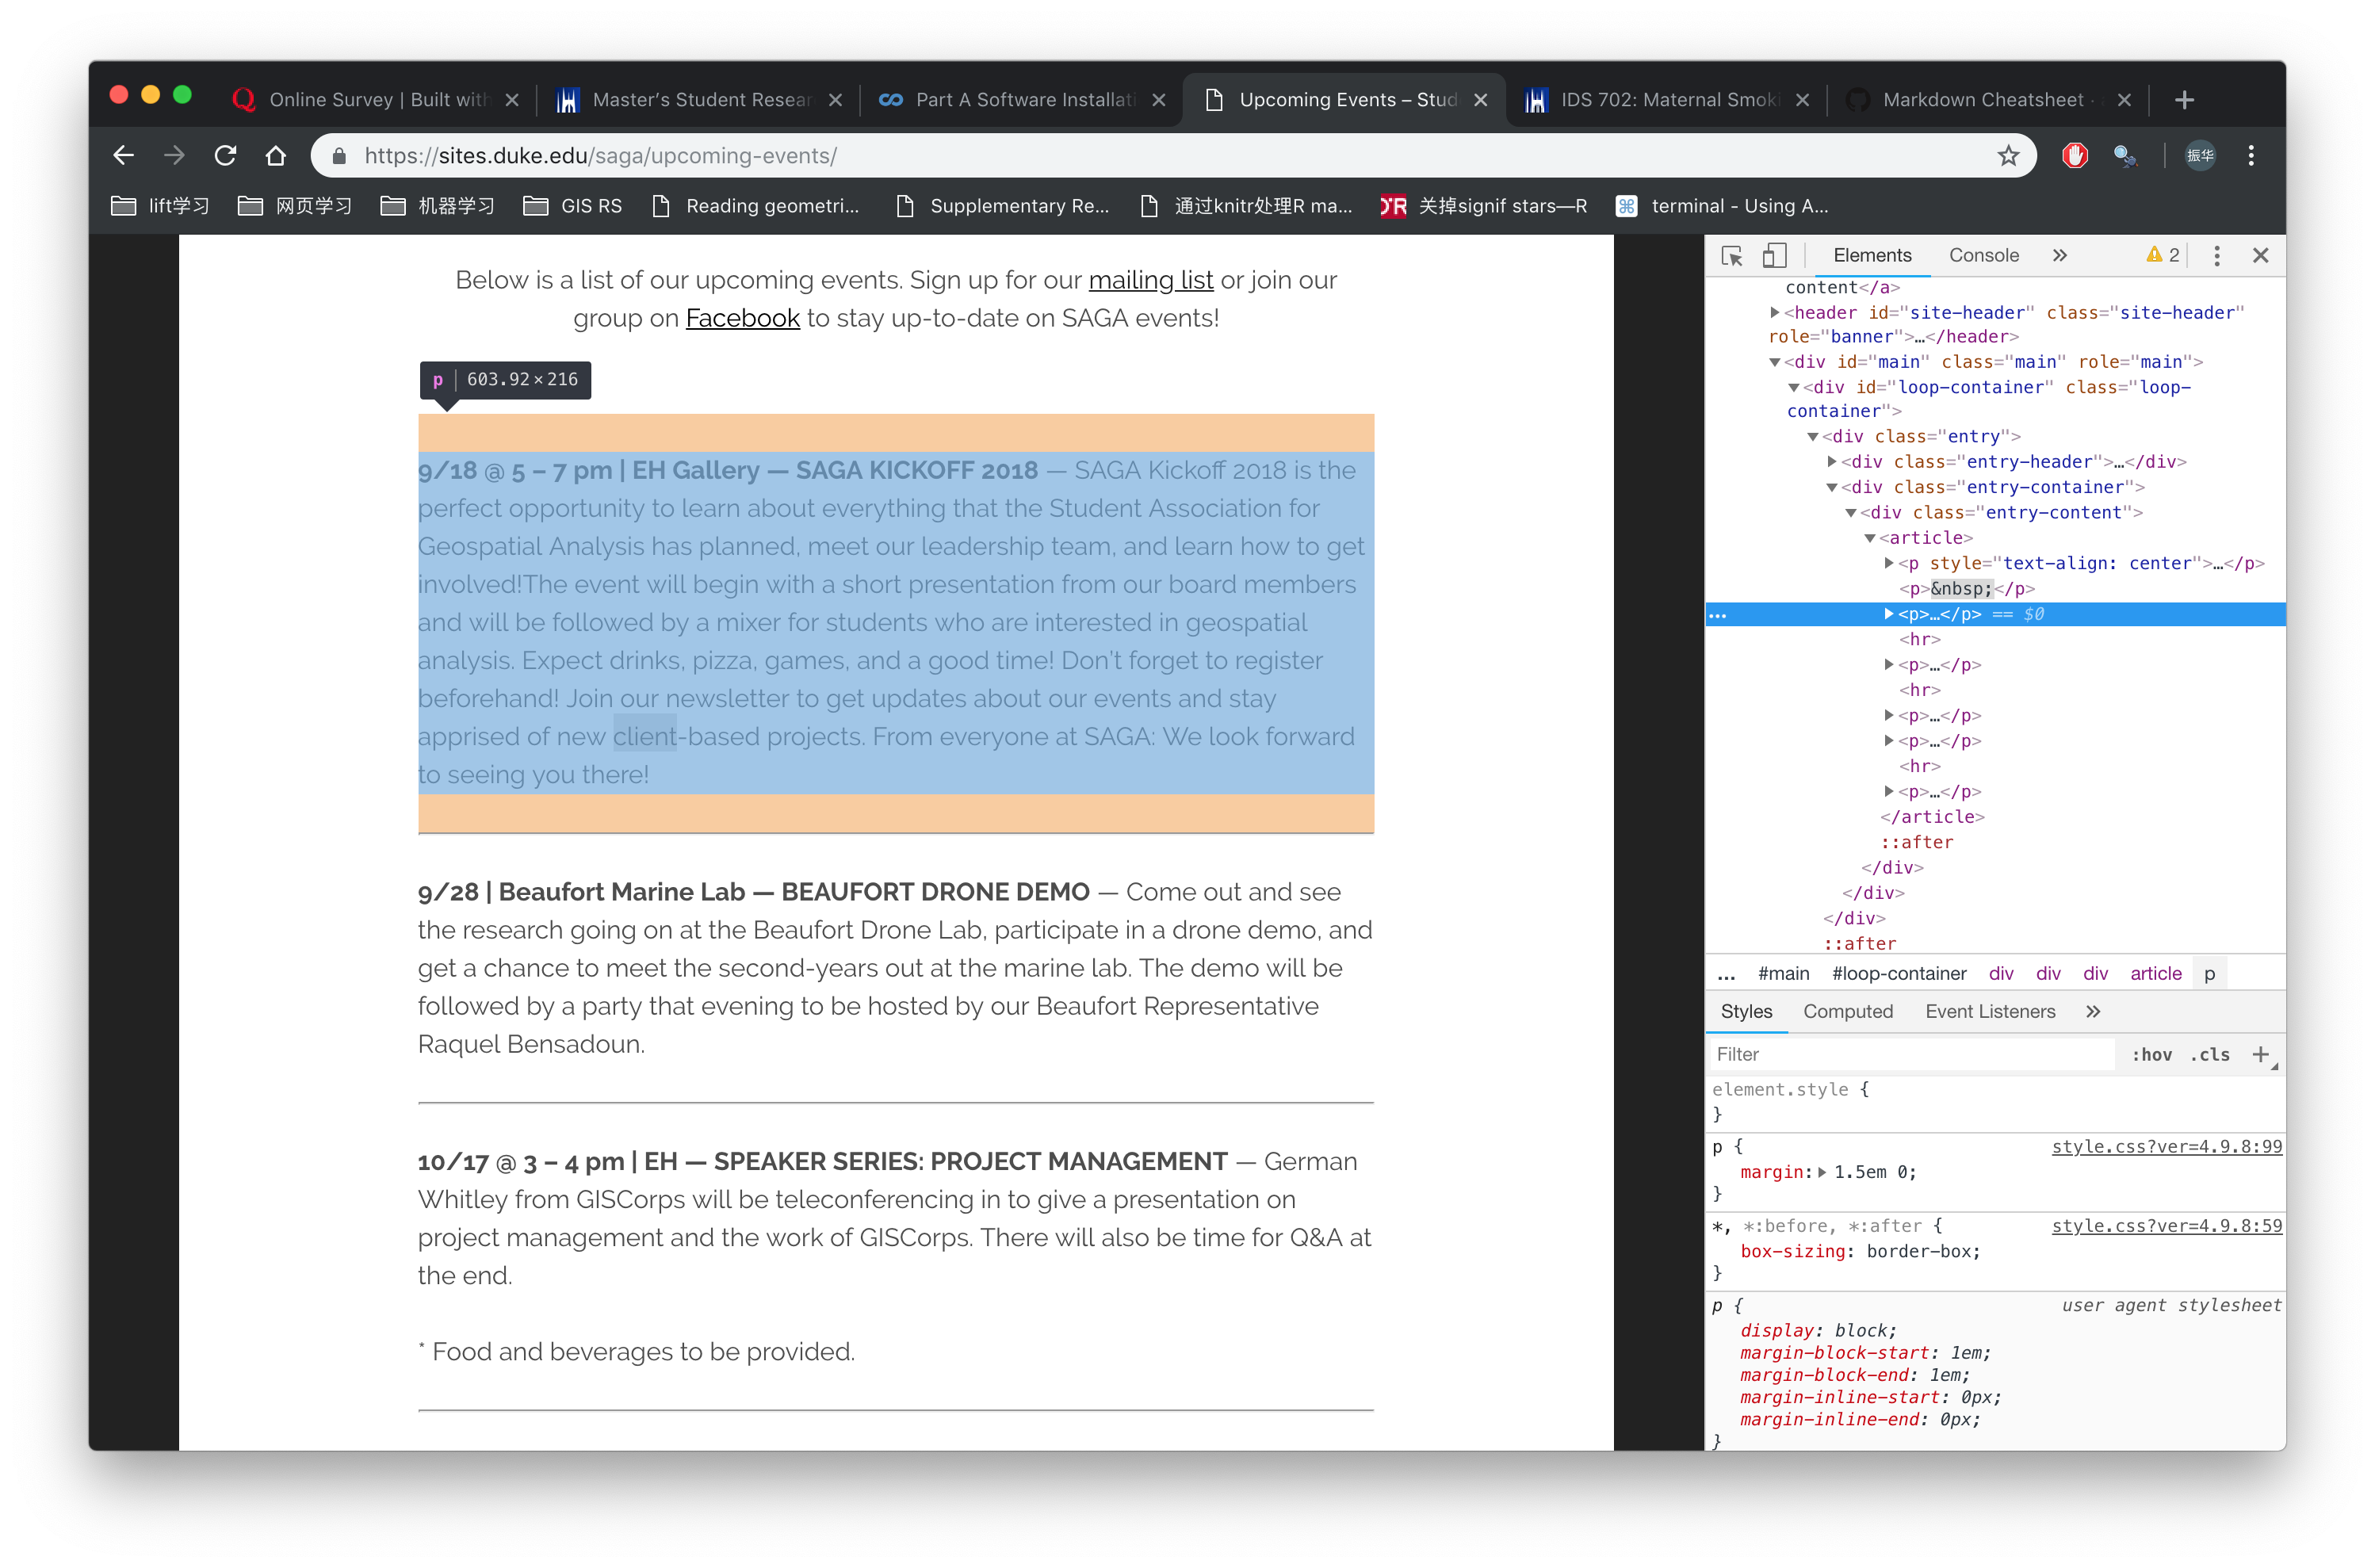 Online Survey | Built with
Master's Student Resear
Part A Software Installati
Upcoming Events – Stud
IDS 702: Maternal Smoki
Markdown Cheatsheet ·
https://sites.duke.edu/saga/upcoming-events/
振华
lift学习
网页学习
机器学习
GIS RS
Reading geometri...
Supplementary Re...
通过knitr处理R ma...
关掉signif stars—R
terminal - Using A...
Below is a list of our upcoming events. Sign up for our mailing list or join our
group on Facebook to stay up-to-date on SAGA events!
p | 603.92 × 216
9/18 @ 5 – 7 pm | EH Gallery — SAGA KICKOFF 2018 — SAGA Kickoff 2018 is the
perfect opportunity to learn about everything that the Student Association for
Geospatial Analysis has planned, meet our leadership team, and learn how to get
involved!The event will begin with a short presentation from our board members
and will be followed by a mixer for students who are interested in geospatial
analysis. Expect drinks, pizza, games, and a good time! Don't forget to register
beforehand! Join our newsletter to get updates about our events and stay
apprised of new client-based projects. From everyone at SAGA: We look forward
to seeing you there!
9/28 | Beaufort Marine Lab — BEAUFORT DRONE DEMO — Come out and see
the research going on at the Beaufort Drone Lab, participate in a drone demo, and
get a chance to meet the second-years out at the marine lab. The demo will be
followed by a party that evening to be hosted by our Beaufort Representative
Raquel Bensadoun.
10/17 @ 3 – 4 pm | EH — SPEAKER SERIES: PROJECT MANAGEMENT — German
Whitley from GISCorps will be teleconferencing in to give a presentation on
project management and the work of GISCorps. There will also be time for Q&A at
the end.
* Food and beverages to be provided.
Elements Console » 2
content</a>
<header id="site-header" class="site-header"
role="banner">…</header>
<div id="main" class="main" role="main">
<div id="loop-container" class="loop-
container">
<div class="entry">
<div class="entry-header">…</div>
<div class="entry-container">
<div class="entry-content">
<article>
<p style="text-align: center">…</p>
<p>&nbsp;</p>
... <p>…</p> == $0
<hr>
<p>…</p>
<hr>
<p>…</p>
<p>…</p>
<hr>
<p>…</p>
</article>
::after
</div>
</div>
</div>
::after
... #main #loop-container div div div article p
Styles Computed Event Listeners »
Filter :hov .cls +
element.style {
}
p { style.css?ver=4.9.8:99
margin: 1.5em 0;
}
*, *:before, *:after { style.css?ver=4.9.8:59
box-sizing: border-box;
}
p { user agent stylesheet
display: block;
margin-block-start: 1em;
margin-block-end: 1em;
margin-inline-start: 0px;
margin-inline-end: 0px;
}